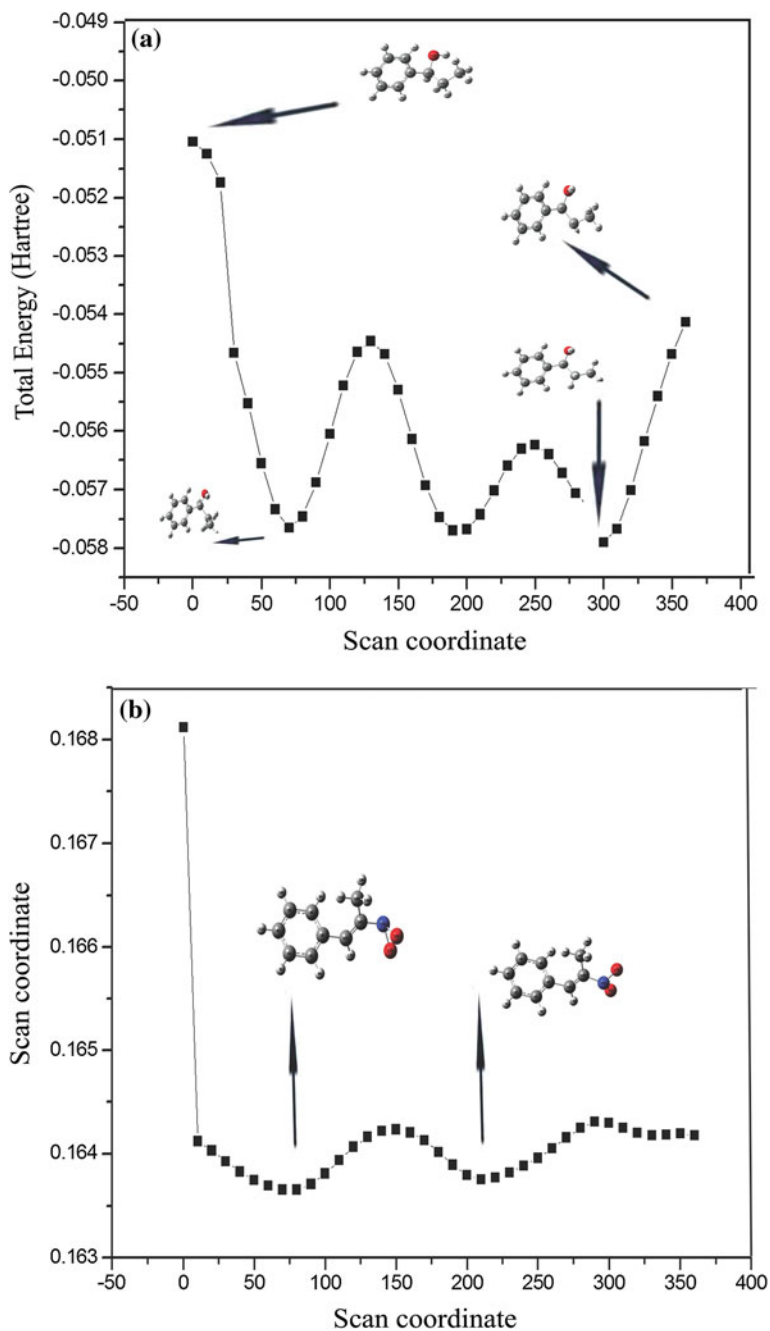 (a)
Total Energy (Hartree)
-0.049
-0.050
-0.051
-0.052
-0.053
-0.054
-0.055
-0.056
-0.057
-0.058
-50 0 50 100 150 200 250 300 350 400
Scan coordinate
(b)
Scan coordinate
0.168
0.167
0.166
0.165
0.164
0.163
-50 0 50 100 150 200 250 300 350 400
Scan coordinate